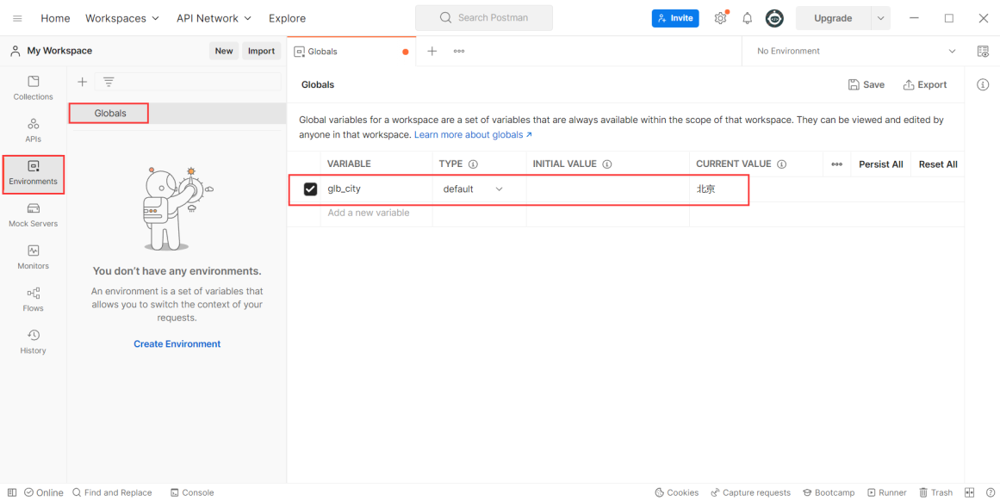 Home Workspaces API Network Explore Search Postman Invite Upgrade
My Workspace New Import Globals No Environment
Collections
APIs
Environments
Mock Servers
Monitors
Flows
History
Globals
You don't have any environments.
An environment is a set of variables that
allows you to switch the context of your
requests.
Create Environment
Globals Save Export
Global variables for a workspace are a set of variables that are always available within the scope of that workspace. They can be viewed and edited by
anyone in that workspace. Learn more about globals ↗
VARIABLE TYPE INITIAL VALUE CURRENT VALUE Persist All Reset All
glb_city default 北京
Add a new variable
Online Find and Replace Console Cookies Capture requests Bootcamp Runner Trash